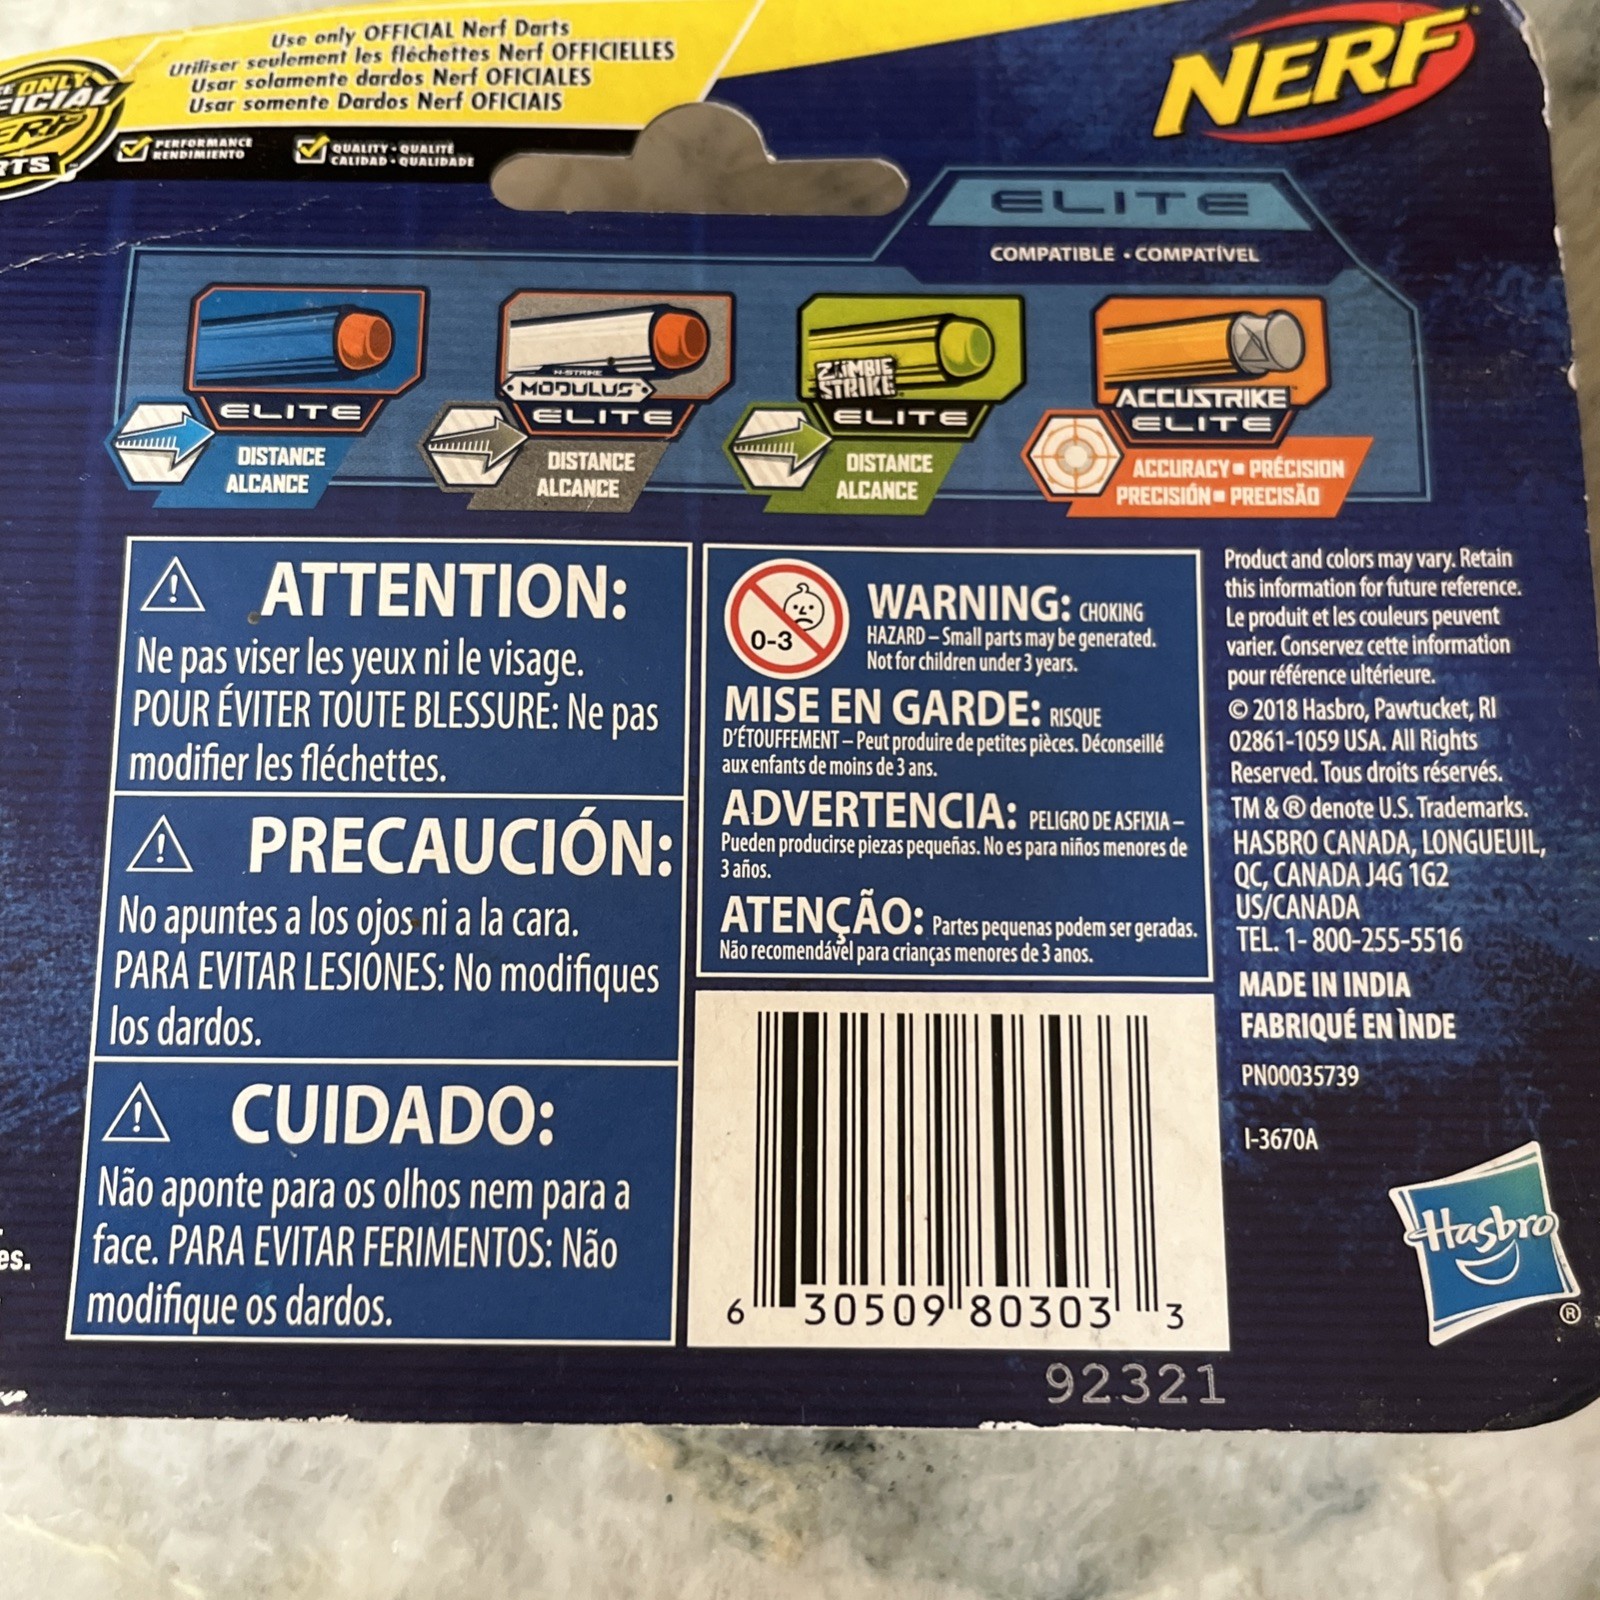 Use only OFFICIAL Nerf Darts
Utiliser seulement les fléchettes Nerf OFFICIELLES
Usar solamente dardos Nerf OFICIALES
Usar somente Dardos Nerf OFICIAIS
ONLY
PERFORMANCE
RENDIMIENTO
QUALITY • QUALITÉ
CALIDAD • QUALIDADE
NERF
ELITE
COMPATIBLE • COMPATÍVEL
ELITE
DISTANCE
ALCANCE
N-STRIKE
MODULUS™
ELITE
DISTANCE
ALCANCE
ZOMBIE
STRIKE
ELITE
DISTANCE
ALCANCE
ACCUSTRIKE™
ELITE
ACCURACY ▪ PRÉCISION
PRECISIÓN ▪ PRECISÃO
ATTENTION:
Ne pas viser les yeux ni le visage.
POUR ÉVITER TOUTE BLESSURE: Ne pas
modifier les fléchettes.
PRECAUCIÓN:
No apuntes a los ojos ni a la cara.
PARA EVITAR LESIONES: No modifiques
los dardos.
CUIDADO:
Não aponte para os olhos nem para a
face. PARA EVITAR FERIMENTOS: Não
modifique os dardos.
0-3
WARNING: CHOKING
HAZARD – Small parts may be generated.
Not for children under 3 years.
MISE EN GARDE: RISQUE
D'ÉTOUFFEMENT – Peut produire de petites pièces. Déconseillé
aux enfants de moins de 3 ans.
ADVERTENCIA: PELIGRO DE ASFIXIA –
Pueden producirse piezas pequeñas. No es para niños menores de
3 años.
ATENÇÃO: Partes pequenas podem ser geradas.
Não recomendável para crianças menores de 3 anos.
6 30509 80303 3
92321
Product and colors may vary. Retain
this information for future reference.
Le produit et les couleurs peuvent
varier. Conservez cette information
pour référence ultérieure.
© 2018 Hasbro, Pawtucket, RI
02861-1059 USA. All Rights
Reserved. Tous droits réservés.
TM & ® denote U.S. Trademarks.
HASBRO CANADA, LONGUEUIL,
QC, CANADA J4G 1G2
US/CANADA
TEL. 1- 800-255-5516
MADE IN INDIA
FABRIQUÉ EN ÌNDE
PN00035739
I-3670A
Hasbro
®